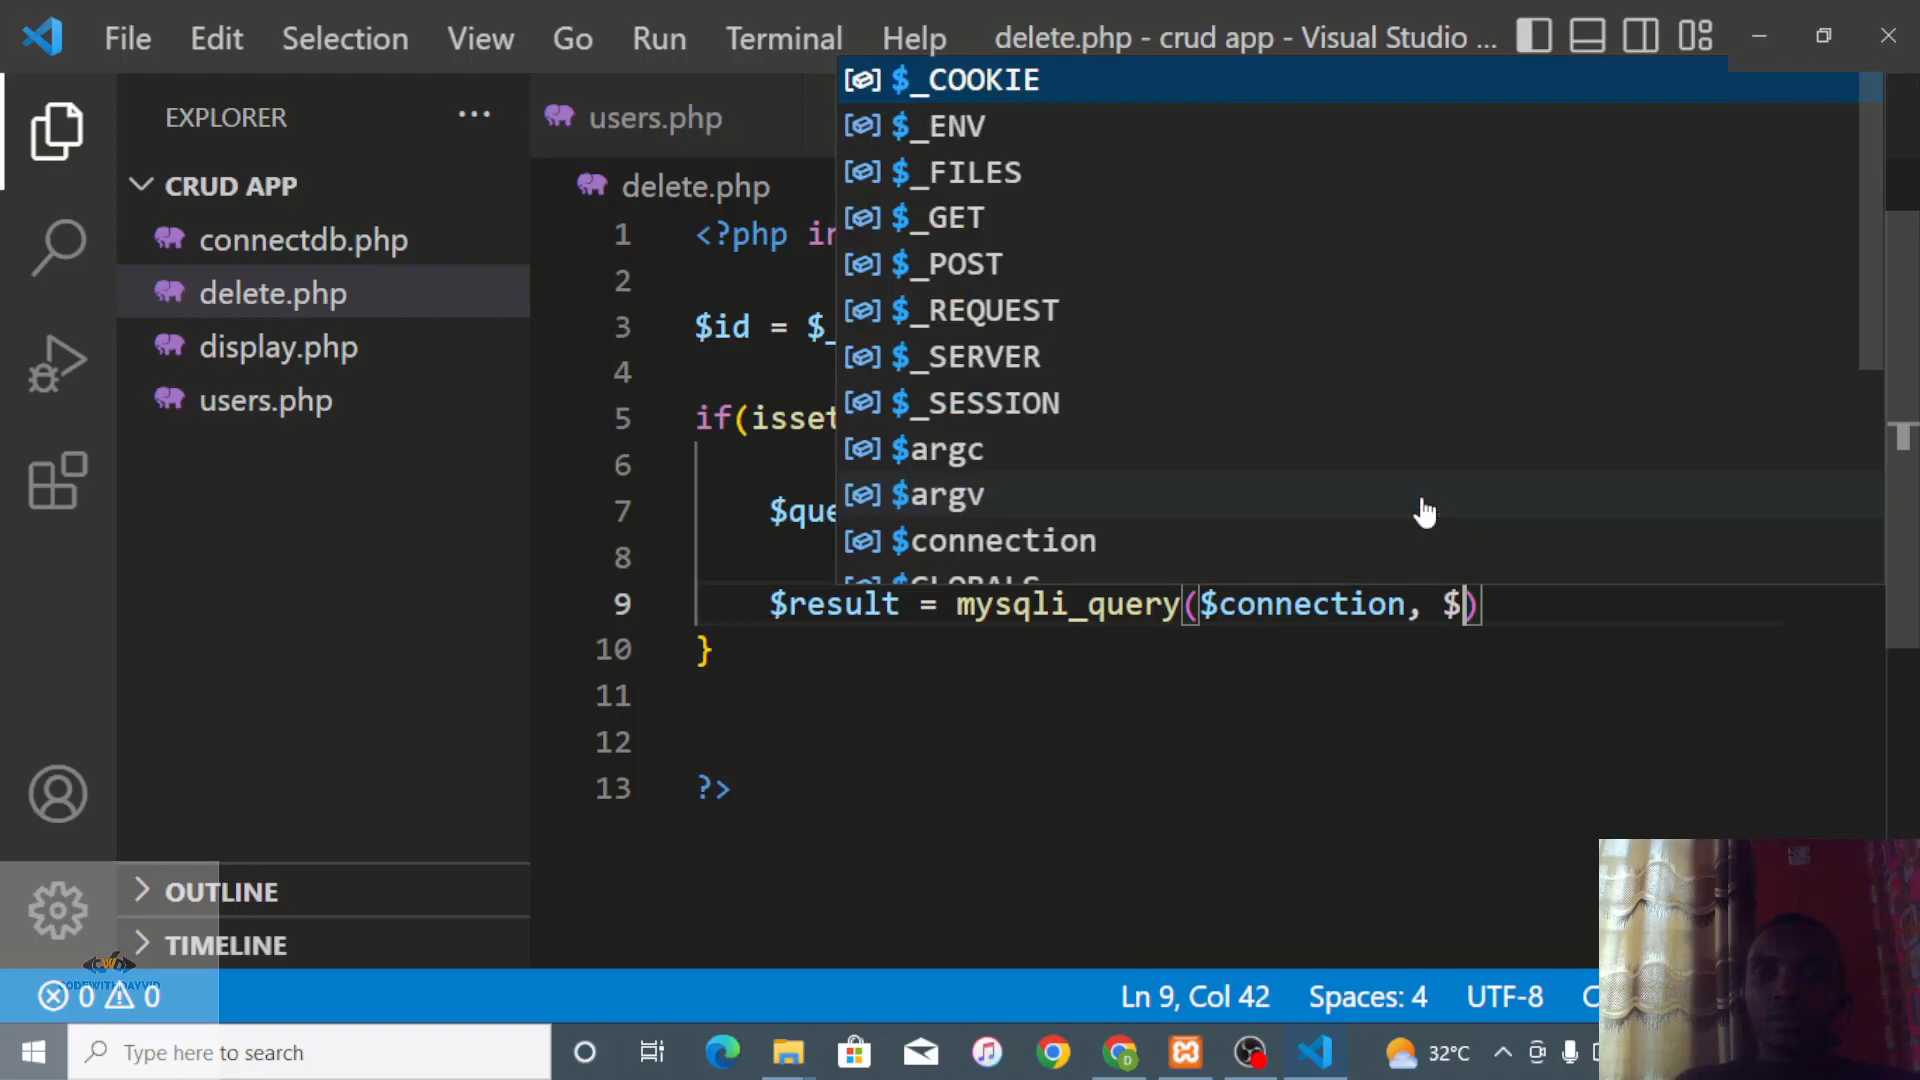 File Edit Selection View Go Run Terminal Help delete.php - crud app - Visual Studio ...
EXPLORER ...
CRUD APP
connectdb.php
delete.php
display.php
users.php
OUTLINE
TIMELINE
users.php
delete.php
1 <?php in
2
3 $id = $_
4
5 if(isset
6
7 $que
8
9 $result = mysqli_query($connection, $)
10 }
11
12
13 ?>
$_COOKIE
$_ENV
$_FILES
$_GET
$_POST
$_REQUEST
$_SERVER
$_SESSION
$argc
$argv
$connection
$GLOBALS
CWD
CODEWITHDAYVID
0 0 Ln 9, Col 42 Spaces: 4 UTF-8 C
Type here to search
D
32°C